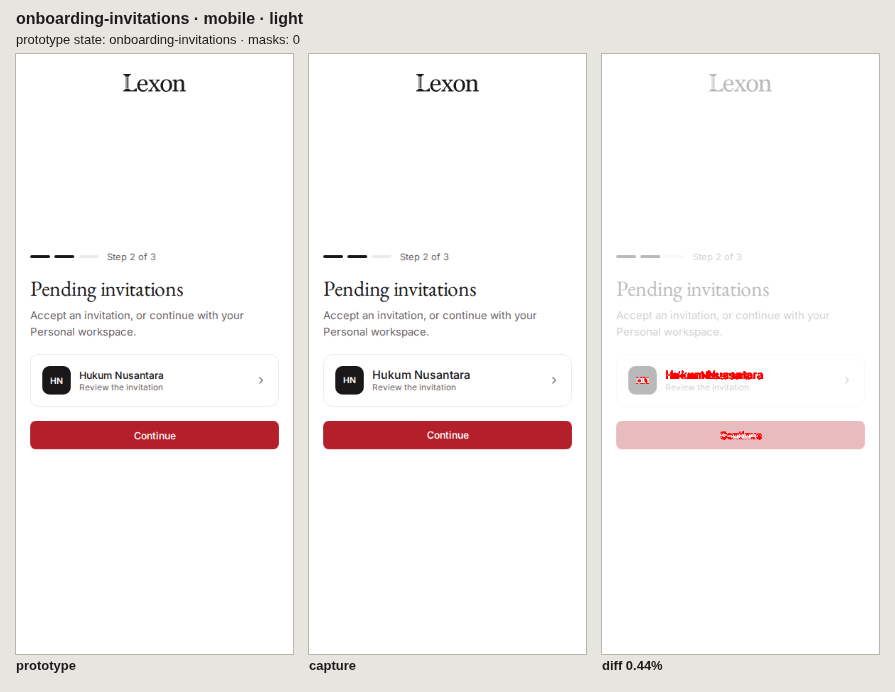 onboarding-invitations · mobile · light
prototype state: onboarding-invitations · masks: 0
Lexon
Step 2 of 3
Pending invitations
Accept an invitation, or continue with your
Personal workspace.
HN
Hukum Nusantara
Review the invitation
Continue
prototype
Lexon
Step 2 of 3
Pending invitations
Accept an invitation, or continue with your
Personal workspace.
HN
Hukum Nusantara
Review the invitation
Continue
capture
Lexon
Step 2 of 3
Pending invitations
Accept an invitation, or continue with your
Personal workspace.
Hukum Nusantara
Review the invitation
diff 0.44%